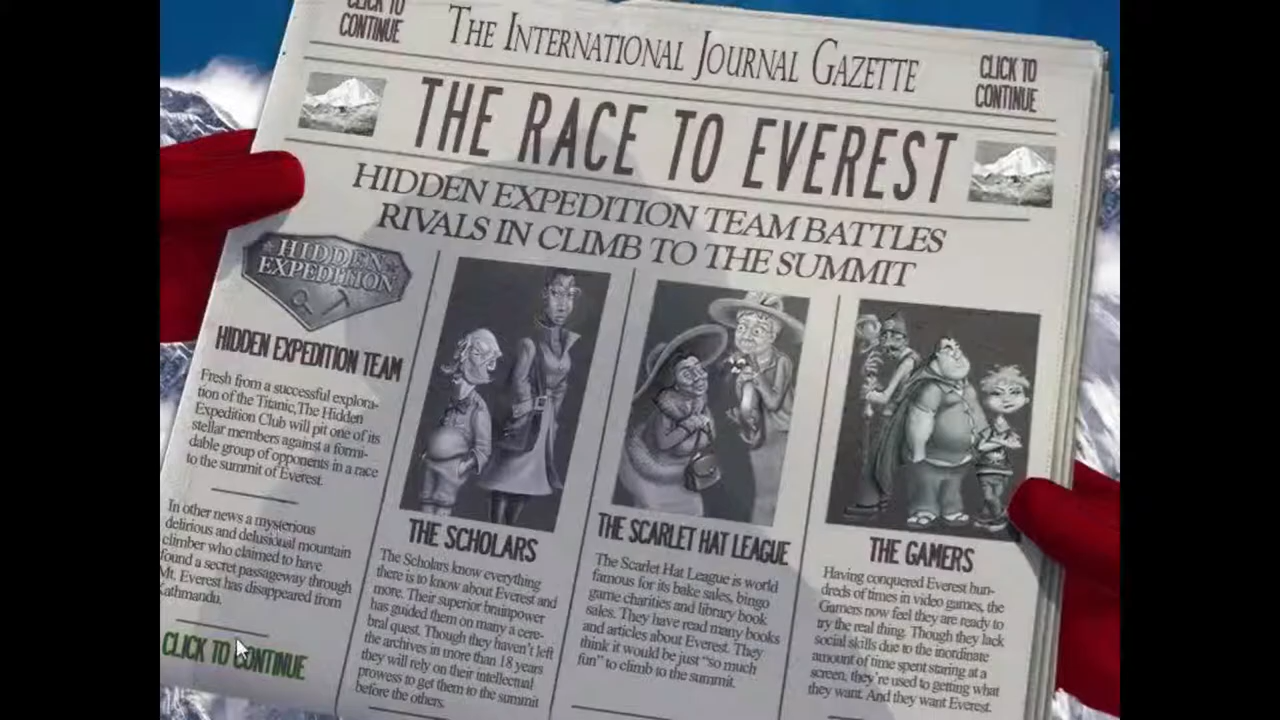 CLICK TO
CONTINUE
THE INTERNATIONAL JOURNAL GAZETTE
CLICK TO
CONTINUE
THE RACE TO EVEREST
HIDDEN EXPEDITION TEAM BATTLES
RIVALS IN CLIMB TO THE SUMMIT
HIDDEN
EXPEDITION
HIDDEN EXPEDITION TEAM
Fresh from a successful explora-
tion of the Titanic,The Hidden
Expedition Club will pit one of its
stellar members against a formi-
dable group of opponents in a race
to the summit of Everest.
In other news a mysterious
delirious and delusional mountain
climber who claimed to have
found a secret passageway through
Mt. Everest has disappeared from
Kathmandu.
CLICK TO CONTINUE
THE SCHOLARS
The Scholars know everything
there is to know about Everest and
more. Their superior brainpower
has guided them on many a cere-
bral quest. Though they haven't left
the archives in more than 18 years
they will rely on their intellectual
prowess to get them to the summit
before the others.
THE SCARLET HAT LEAGUE
The Scarlet Hat League is world
famous for its bake sales, bingo
game charities and library book
sales. They have read many books
and articles about Everest. They
think it would be just "so much
fun" to climb to the summit.
THE GAMERS
Having conquered Everest hun-
dreds of times in video games, the
Gamers now feel they are ready to
try the real thing. Though they lack
social skills due to the inordinate
amount of time spent staring at a
screen, they're used to getting what
they want. And they want Everest.